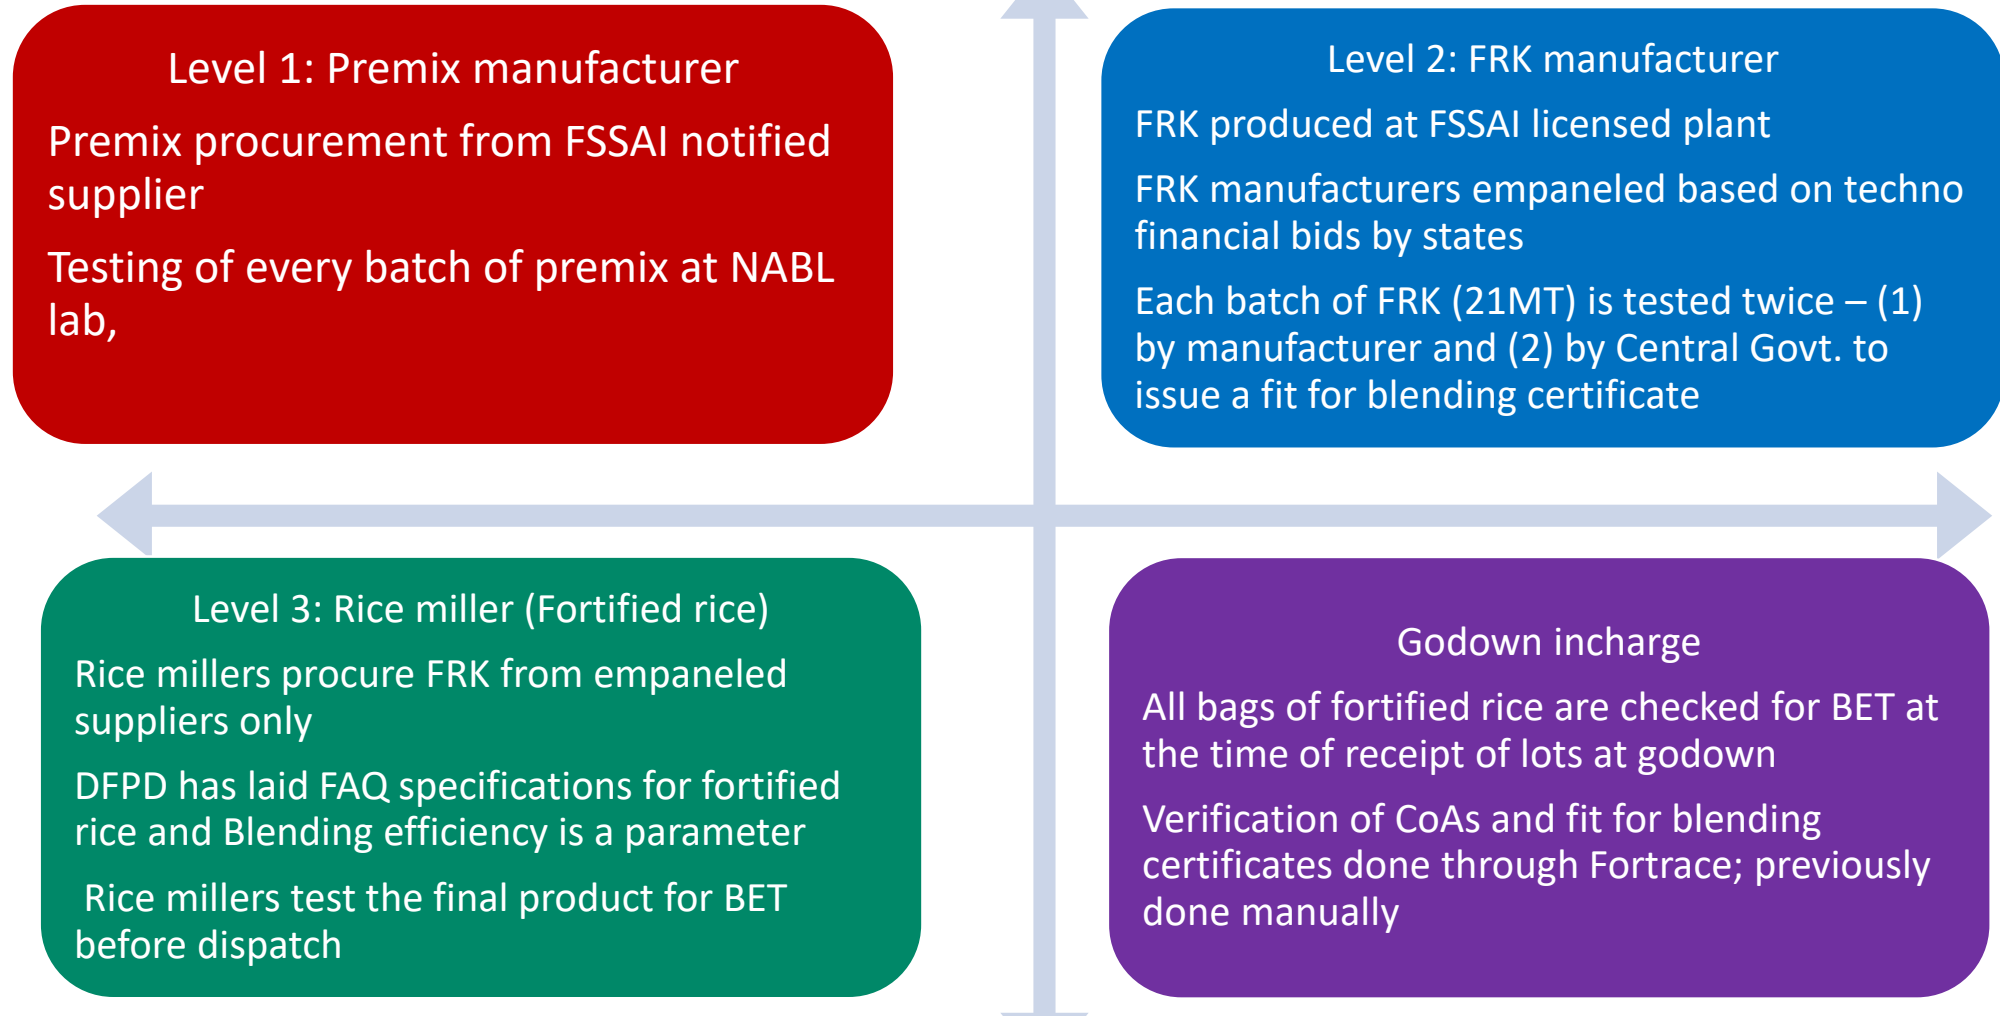 Level 1: Premix manufacturer
Premix procurement from FSSAI notified
supplier
Testing of every batch of premix at NABL
lab,
Level 2: FRK manufacturer
FRK produced at FSSAI licensed plant
FRK manufacturers empaneled based on techno
financial bids by states
Each batch of FRK (21MT) is tested twice – (1)
by manufacturer and (2) by Central Govt. to
issue a fit for blending certificate
Level 3: Rice miller (Fortified rice)
Rice millers procure FRK from empaneled
suppliers only
DFPD has laid FAQ specifications for fortified
rice and Blending efficiency is a parameter
Rice millers test the final product for BET
before dispatch
Godown incharge
All bags of fortified rice are checked for BET at
the time of receipt of lots at godown
Verification of CoAs and fit for blending
certificates done through Fortrace; previously
done manually